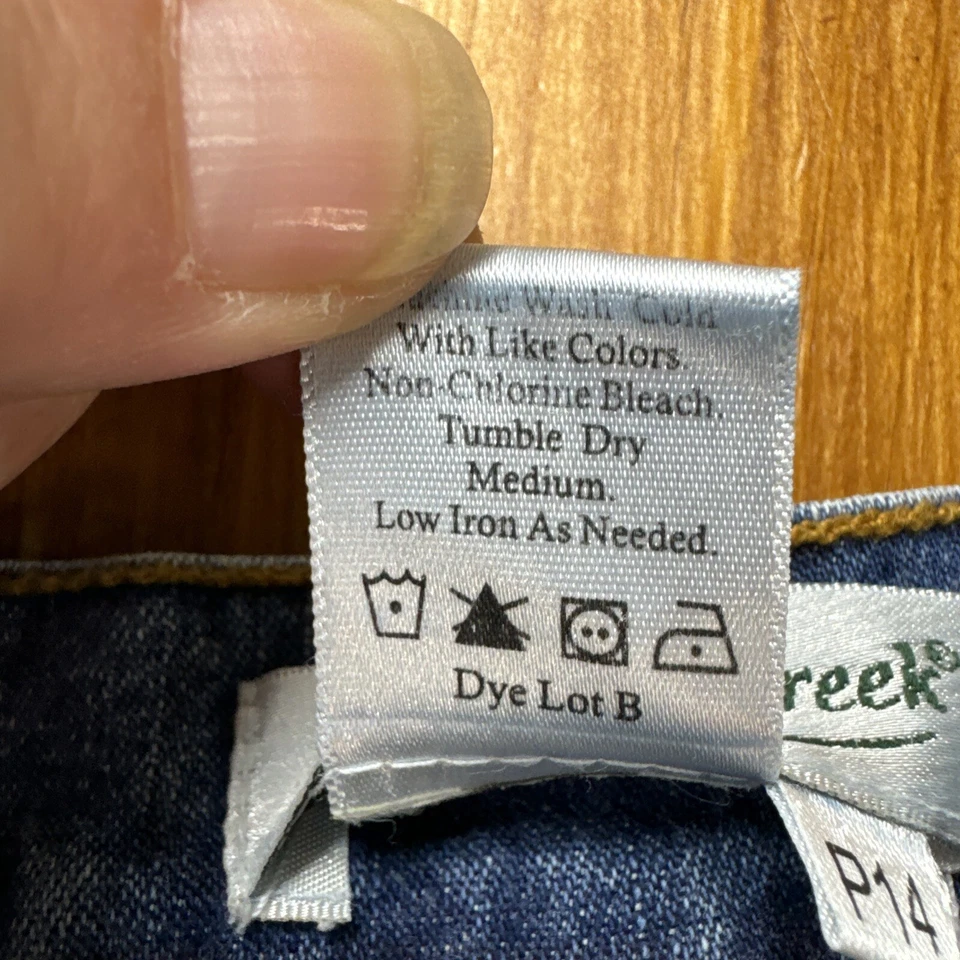 Wash Cold
With Like Colors.
Non-Chlorine Bleach.
Tumble Dry
Medium.
Low Iron As Needed.
Dye Lot B
reek®
P14